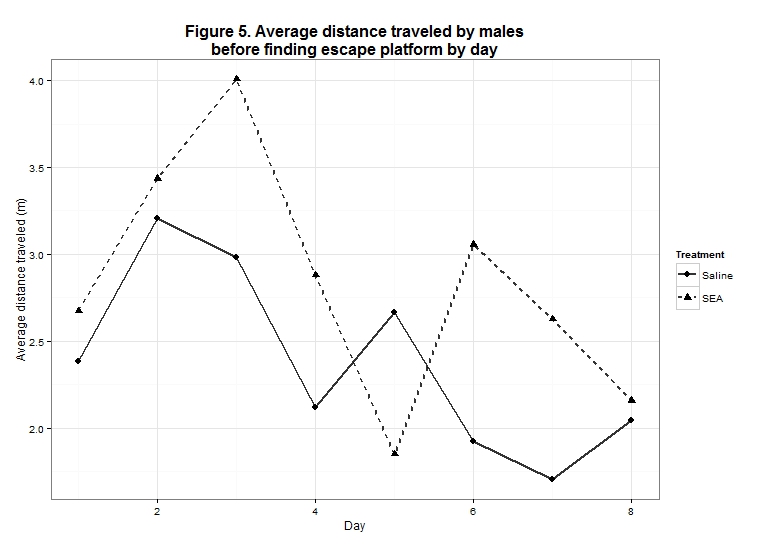 Figure 5. Average distance traveled by males
before finding escape platform by day
Average distance traveled (m)
4.0
3.5
3.0
2.5
2.0
2
4
6
8
Day
Treatment
Saline
SEA